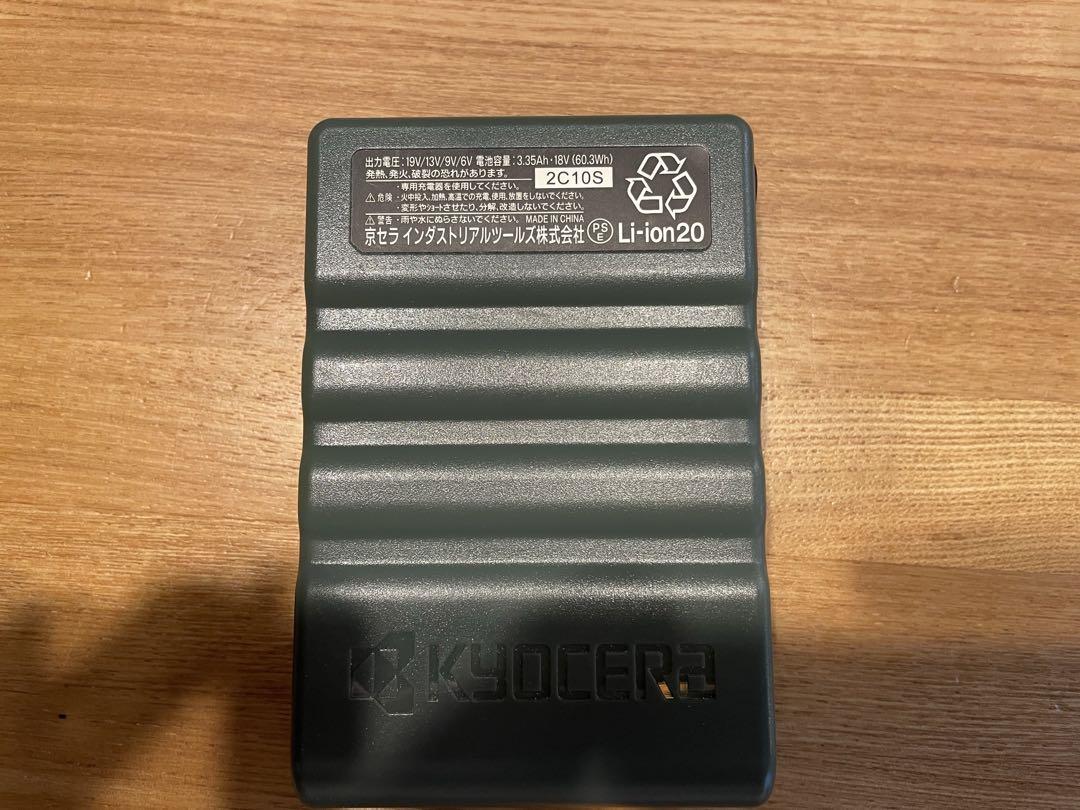 出力電圧:19V/13V/9V/6V 電池容量:3.35Ah・18V(60.3Wh)
発熱、発火、破裂の恐れがあります。
2C10S
⚠危険
・専用充電器を使用してください。
・火中投入、加熱、高温での充電、使用、放置をしないでください。
・変形やショートさせたり、分解、改造しないでください。
⚠警告 ・雨や水にぬらさないでください。 MADE IN CHINA
京セラ インダストリアルツールズ株式会社 PSE Li-ion20
KYOCERA